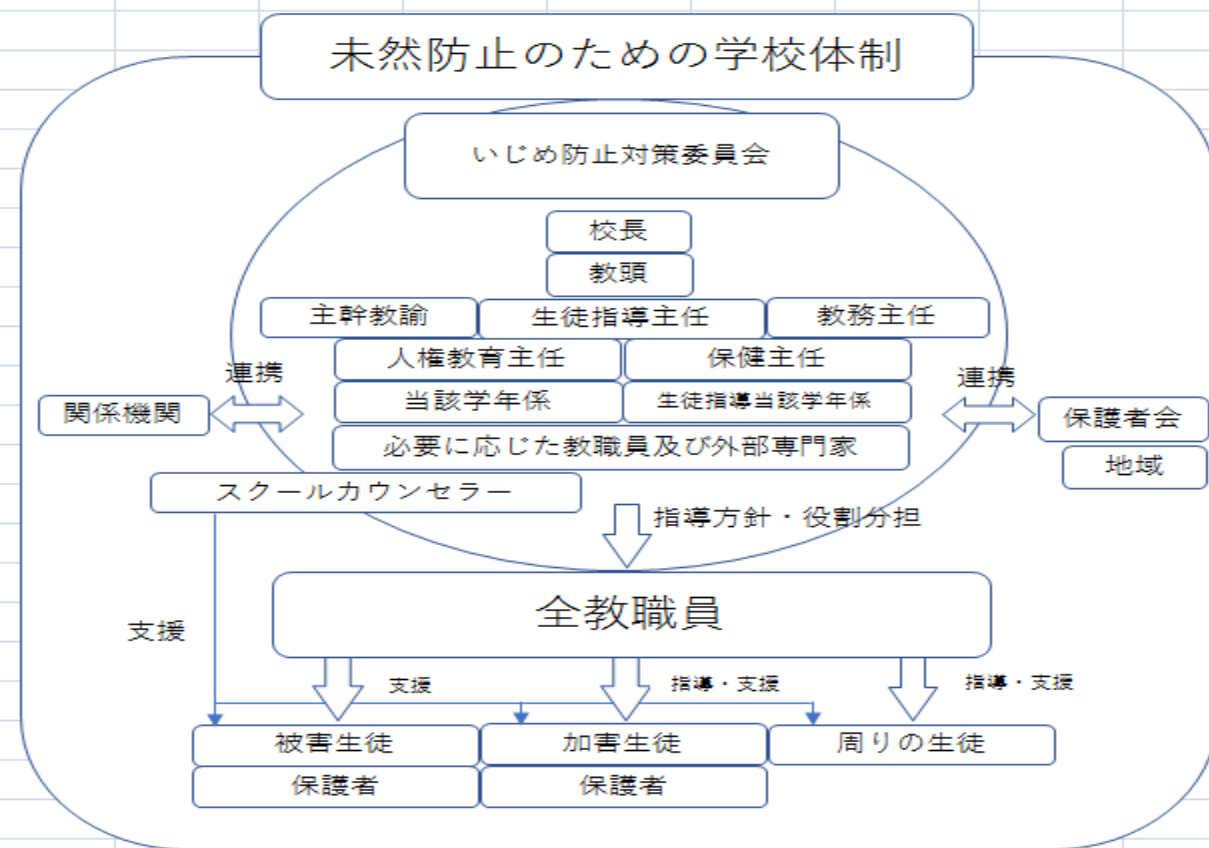 未然防止のための学校体制
いじめ防止対策委員会
校長
教頭
主幹教諭
生徒指導主任
教務主任
人権教育主任
保健主任
連携
連携
当該学年係
生徒指導当該学年係
関係機関
保護者会
必要に応じた教職員及び外部専門家
地域
スクールカウンセラー
指導方針・役割分担
全教職員
支援
支援
指導・支援
指導・支援
被害生徒
加害生徒
周りの生徒
保護者
保護者